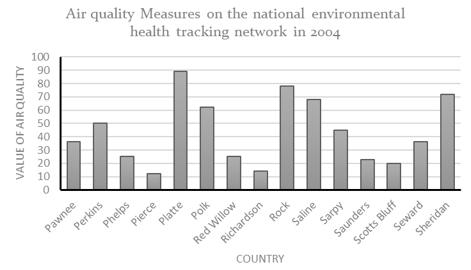 Air quality Measures on the national environmental
health tracking network in 2004
VALUE OF AIR QUALITY
100
90
80
70
60
50
40
30
20
10
0
Pawnee
Perkins
Phelps
Pierce
Platte
Polk
Red Willow
Richardson
Rock
Saline
Sarpy
Saunders
Scotts Bluff
Seward
Sheridan
COUNTRY